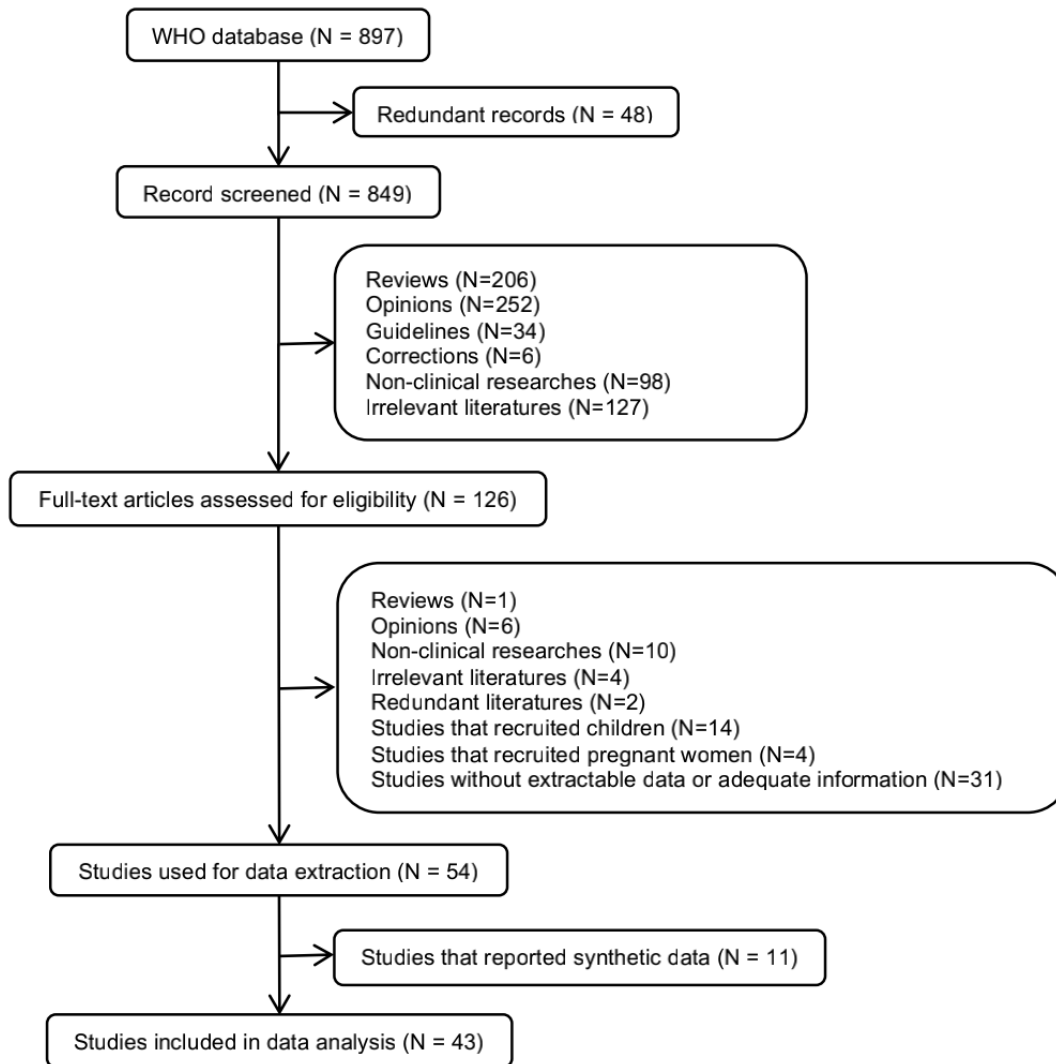 WHO database (N = 897)
Redundant records (N = 48)
Record screened (N = 849)
Reviews (N=206)
Opinions (N=252)
Guidelines (N=34)
Corrections (N=6)
Non-clinical researches (N=98)
Irrelevant literatures (N=127)
Full-text articles assessed for eligibility (N = 126)
Reviews (N=1)
Opinions (N=6)
Non-clinical researches (N=10)
Irrelevant literatures (N=4)
Redundant literatures (N=2)
Studies that recruited children (N=14)
Studies that recruited pregnant women (N=4)
Studies without extractable data or adequate information (N=31)
Studies used for data extraction (N = 54)
Studies that reported synthetic data (N = 11)
Studies included in data analysis (N = 43)